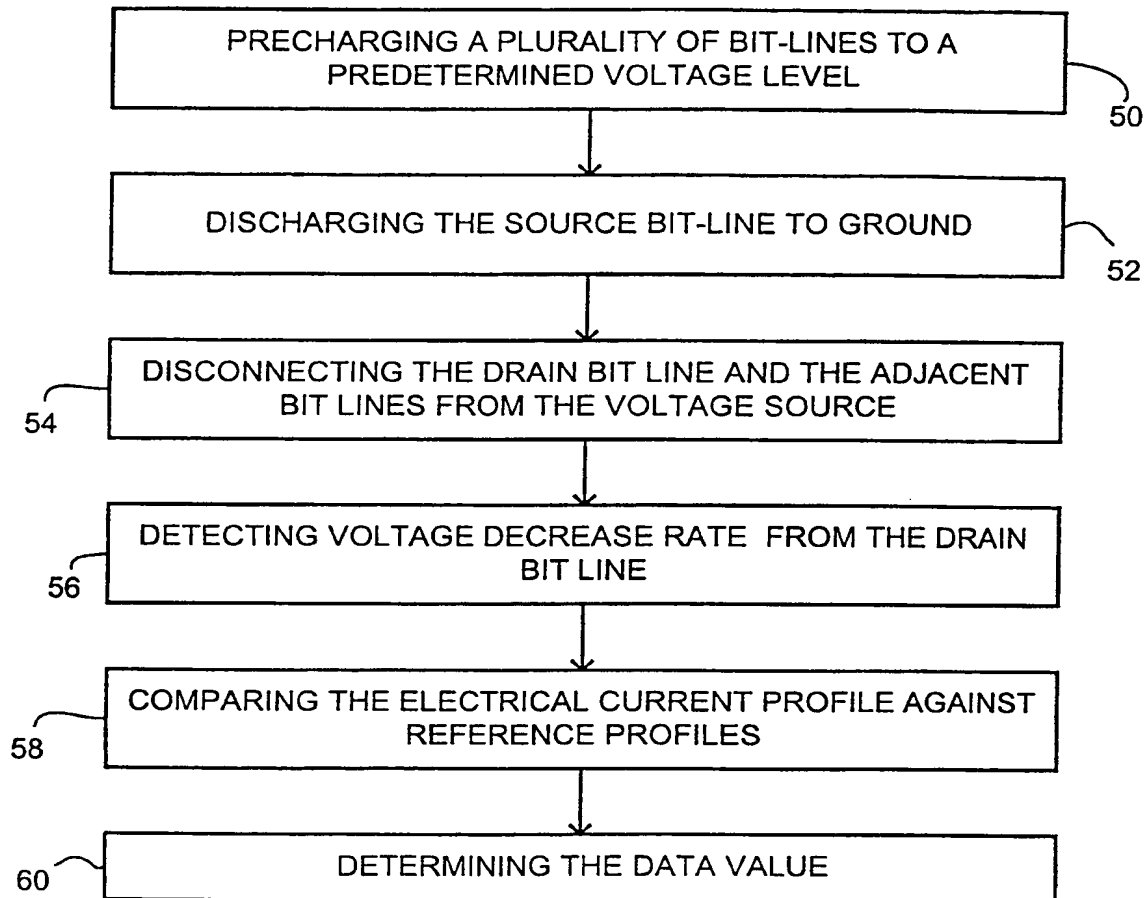 PRECHARGING A PLURALITY OF BIT-LINES TO A
PREDETERMINED VOLTAGE LEVEL
50
DISCHARGING THE SOURCE BIT-LINE TO GROUND
52
DISCONNECTING THE DRAIN BIT LINE AND THE ADJACENT
BIT LINES FROM THE VOLTAGE SOURCE
54
DETECTING VOLTAGE DECREASE RATE FROM THE DRAIN
BIT LINE
56
COMPARING THE ELECTRICAL CURRENT PROFILE AGAINST
REFERENCE PROFILES
58
DETERMINING THE DATA VALUE
60